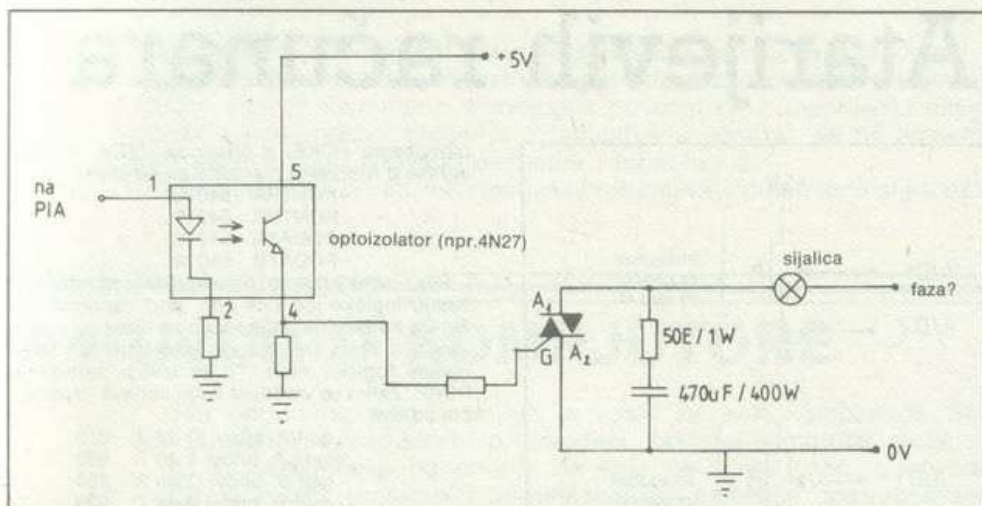 +5V
na
PIA
1
5
optoizolator (npr.4N27)
2
4
sijalica
faza?
A1
G
A2
50E/1W
470uF/400W
0V